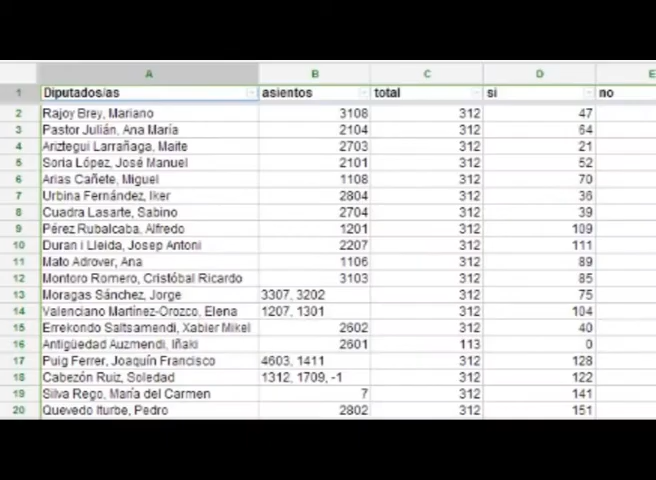 A B C D E
1 Diputados/as asientos total si no
2 Rajoy Brey, Mariano 3108 312 47
3 Pastor Julián, Ana María 2104 312 64
4 Ariztegui Larrañaga, Maite 2703 312 21
5 Soria López, José Manuel 2101 312 52
6 Arias Cañete, Miguel 1108 312 70
7 Urbina Fernández, Iker 2804 312 36
8 Cuadra Lasarte, Sabino 2704 312 39
9 Pérez Rubalcaba, Alfredo 1201 312 109
10 Duran i Lleida, Josep Antoni 2207 312 111
11 Mato Adrover, Ana 1106 312 89
12 Montoro Romero, Cristóbal Ricardo 3103 312 85
13 Moragas Sánchez, Jorge 3307, 3202 312 75
14 Valenciano Martínez-Orozco, Elena 1207, 1301 312 104
15 Errekondo Saltsamendi, Xabier Mikel 2602 312 40
16 Antigüedad Auzmendi, Iñaki 2601 113 0
17 Puig Ferrer, Joaquín Francisco 4603, 1411 312 128
18 Cabezón Ruiz, Soledad 1312, 1709, -1 312 122
19 Silva Rego, María del Carmen 7 312 141
20 Quevedo Iturbe, Pedro 2802 312 151